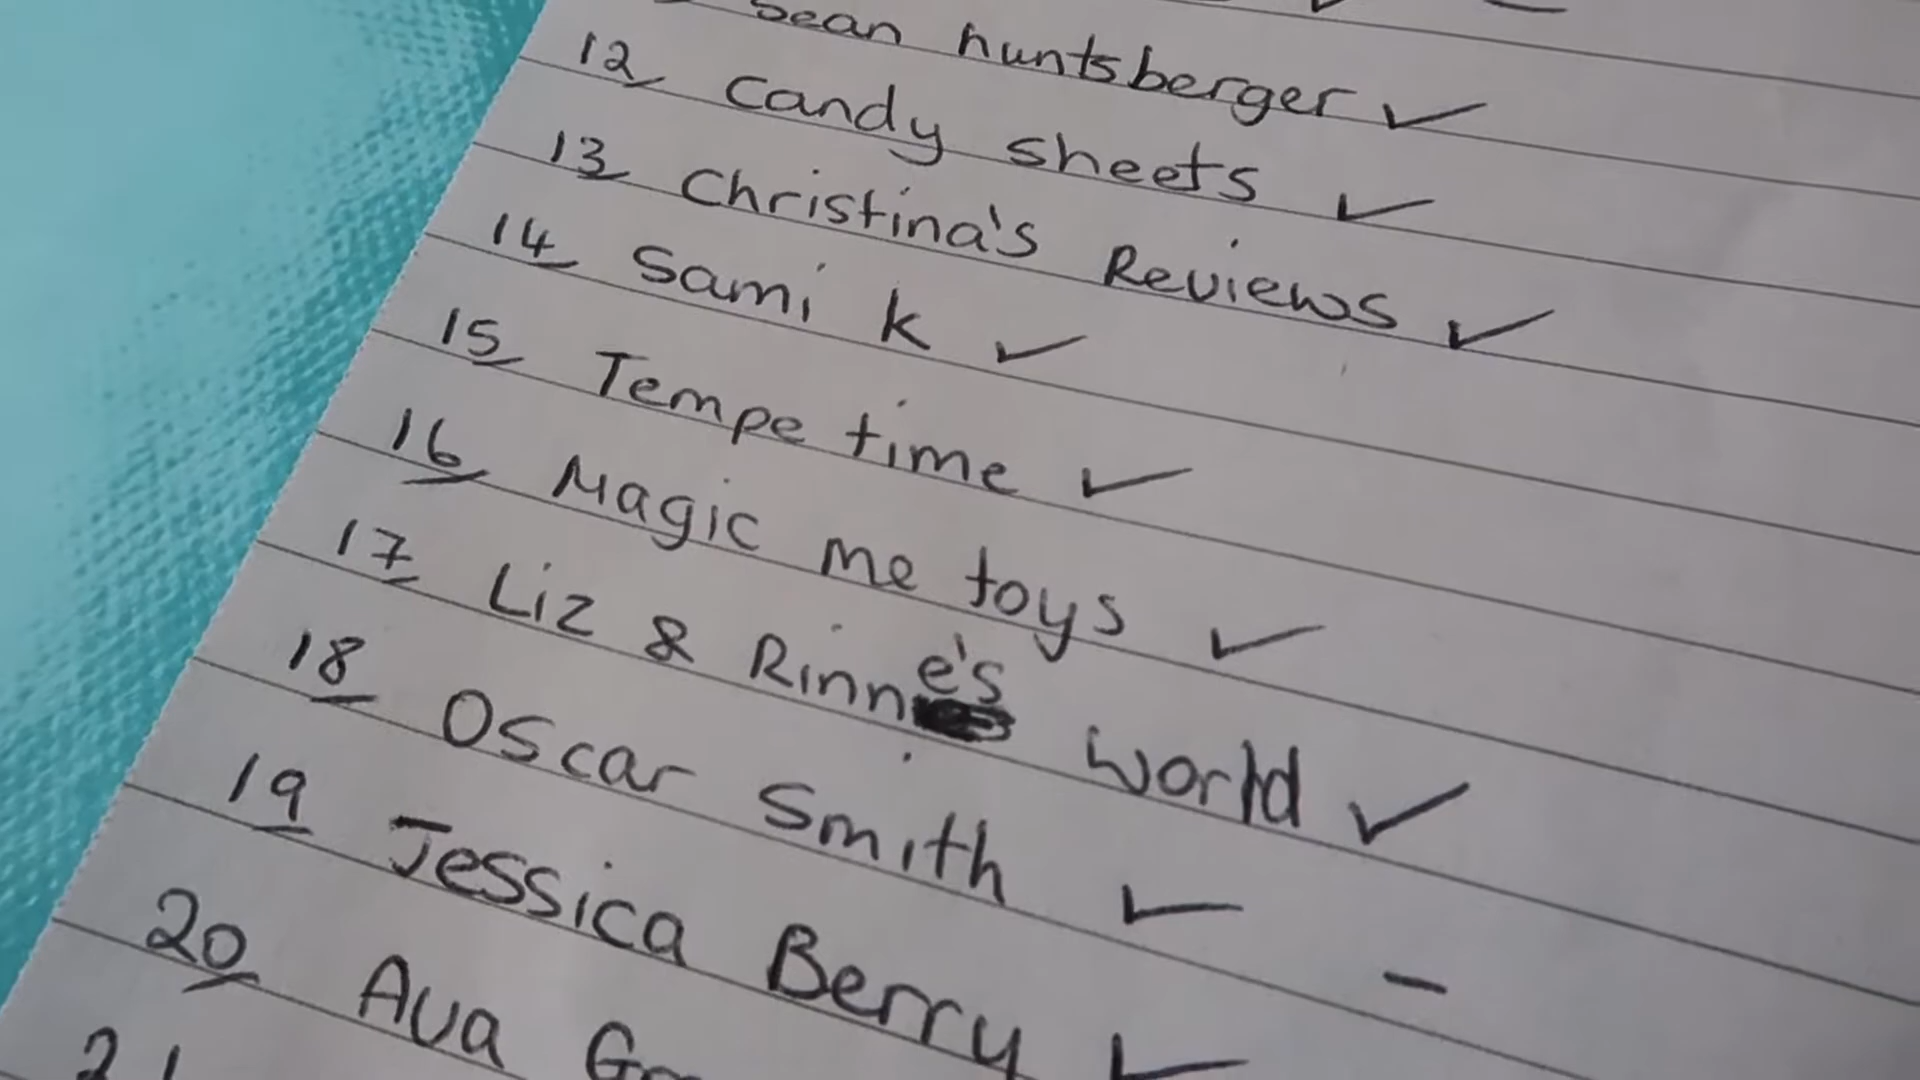 Sean huntsberger ✓
12 Candy sheets ✓
13 Christina's Reviews ✓
14 Sami k ✓
15 Tempe time ✓
16 Magic me toys ✓
17 Liz & Rinne's world ✓
18 Oscar Smith ✓ –
19 Jessica Berry ✓
20 Ava
21